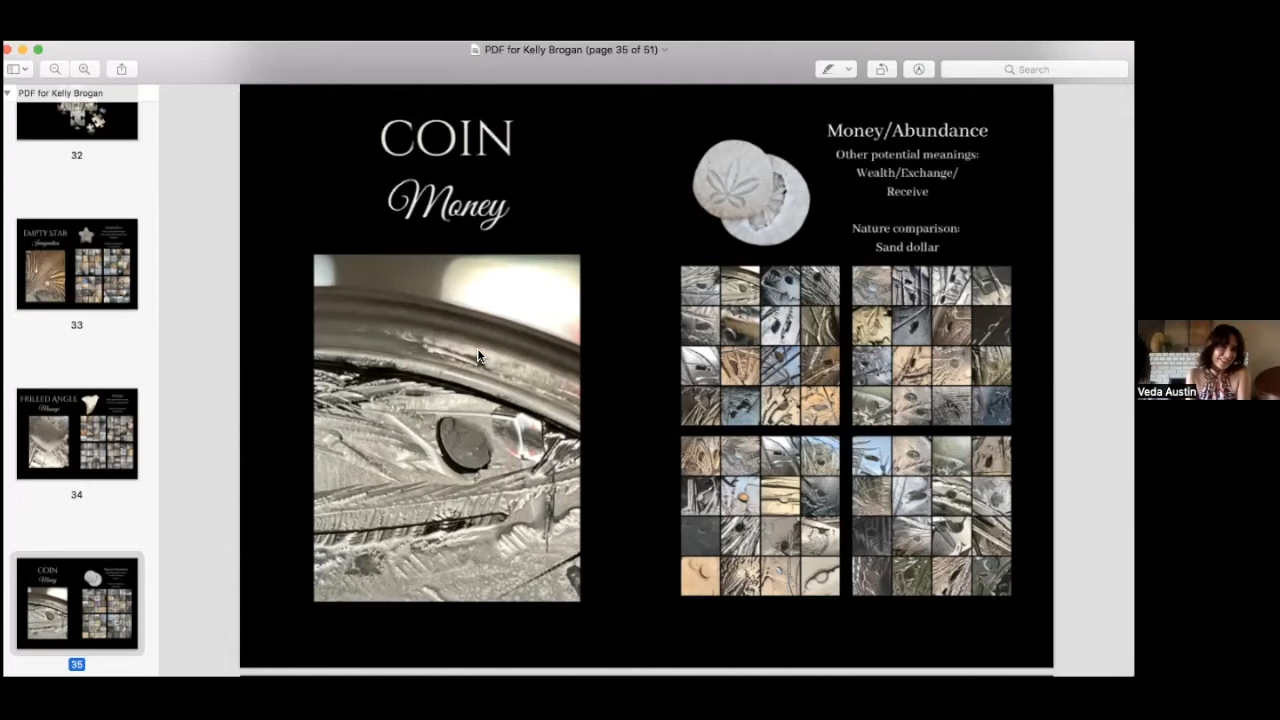 PDF for Kelly Brogan (page 35 of 51)
Search
PDF for Kelly Brogan
32
EMPTY STAR
Imagination
33
FRILLED ANGLE
Message
34
COIN
Money
35
COIN
Money
Money/Abundance
Other potential meanings:
Wealth/Exchange/
Receive
Nature comparison:
Sand dollar
Veda Austin